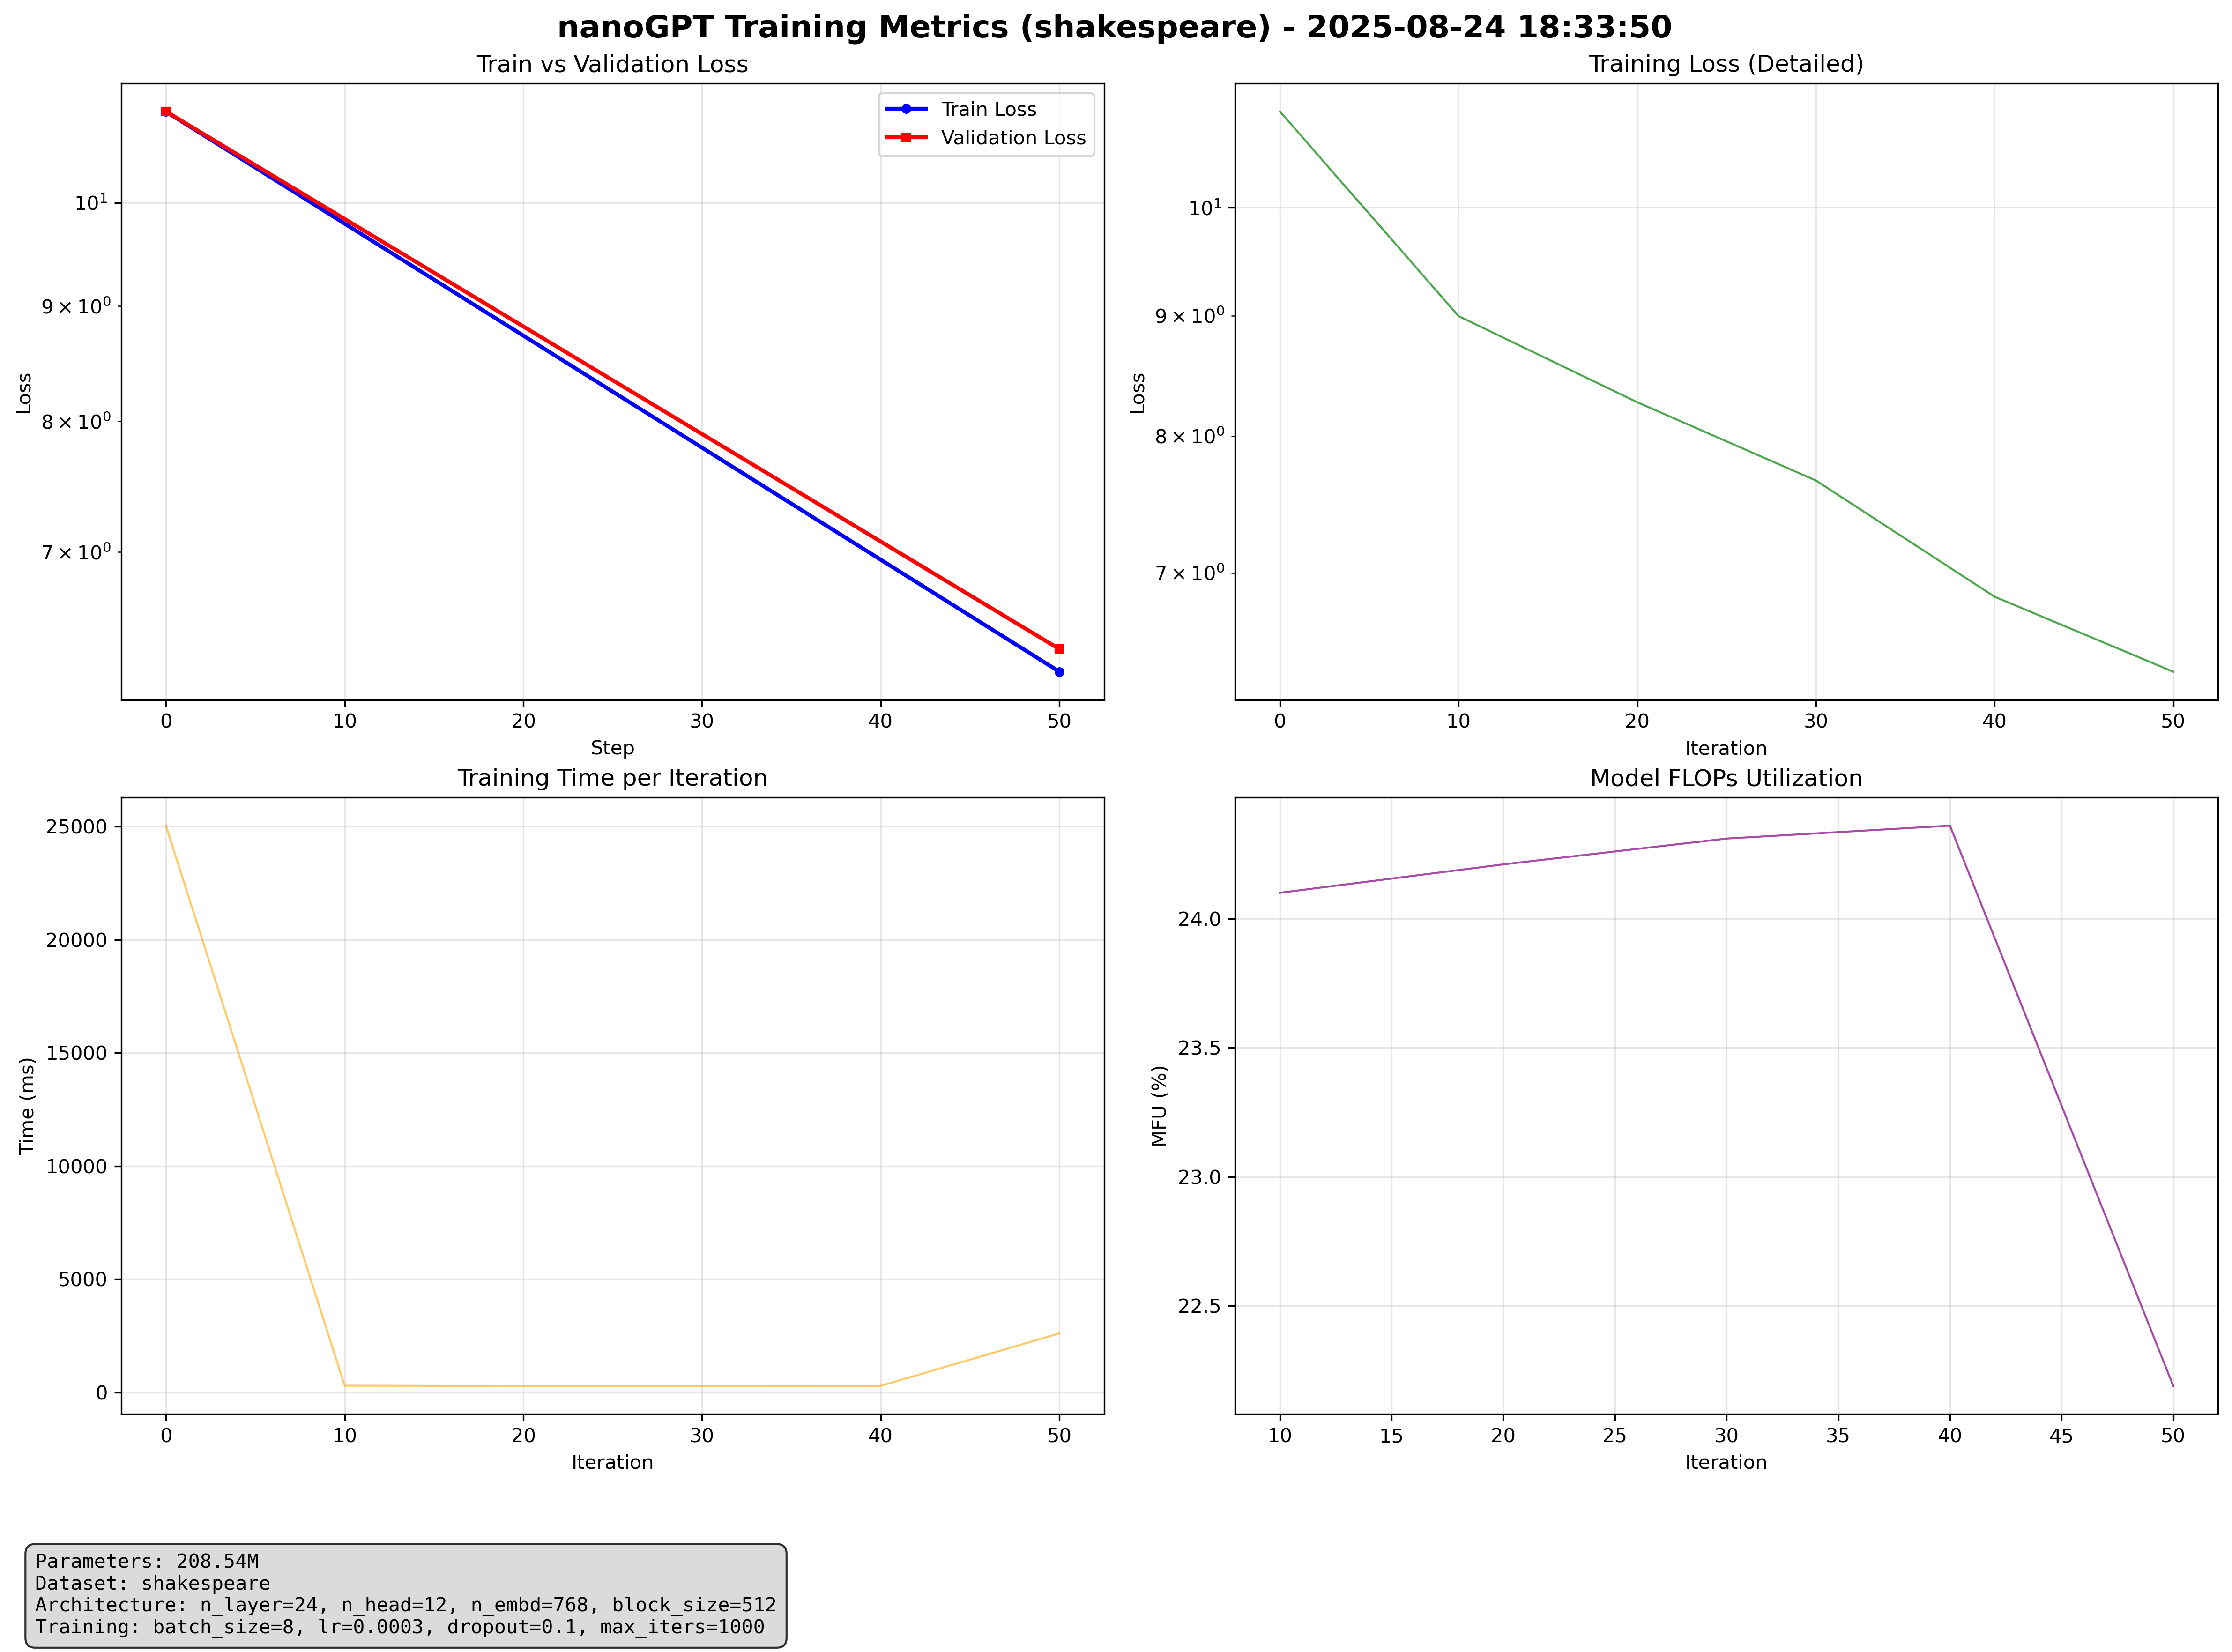 nanoGPT Training Metrics (shakespeare) - 2025-08-24 18:33:50
Train vs Validation Loss
Train Loss
Validation Loss
10¹
9 × 10⁰
8 × 10⁰
7 × 10⁰
Loss
0 10 20 30 40 50
Step
Training Loss (Detailed)
10¹
9 × 10⁰
8 × 10⁰
7 × 10⁰
Loss
0 10 20 30 40 50
Iteration
Training Time per Iteration
25000
20000
15000
10000
5000
0
Time (ms)
0 10 20 30 40 50
Iteration
Model FLOPs Utilization
24.0
23.5
23.0
22.5
MFU (%)
10 15 20 25 30 35 40 45 50
Iteration
Parameters: 208.54M
Dataset: shakespeare
Architecture: n_layer=24, n_head=12, n_embd=768, block_size=512
Training: batch_size=8, lr=0.0003, dropout=0.1, max_iters=1000